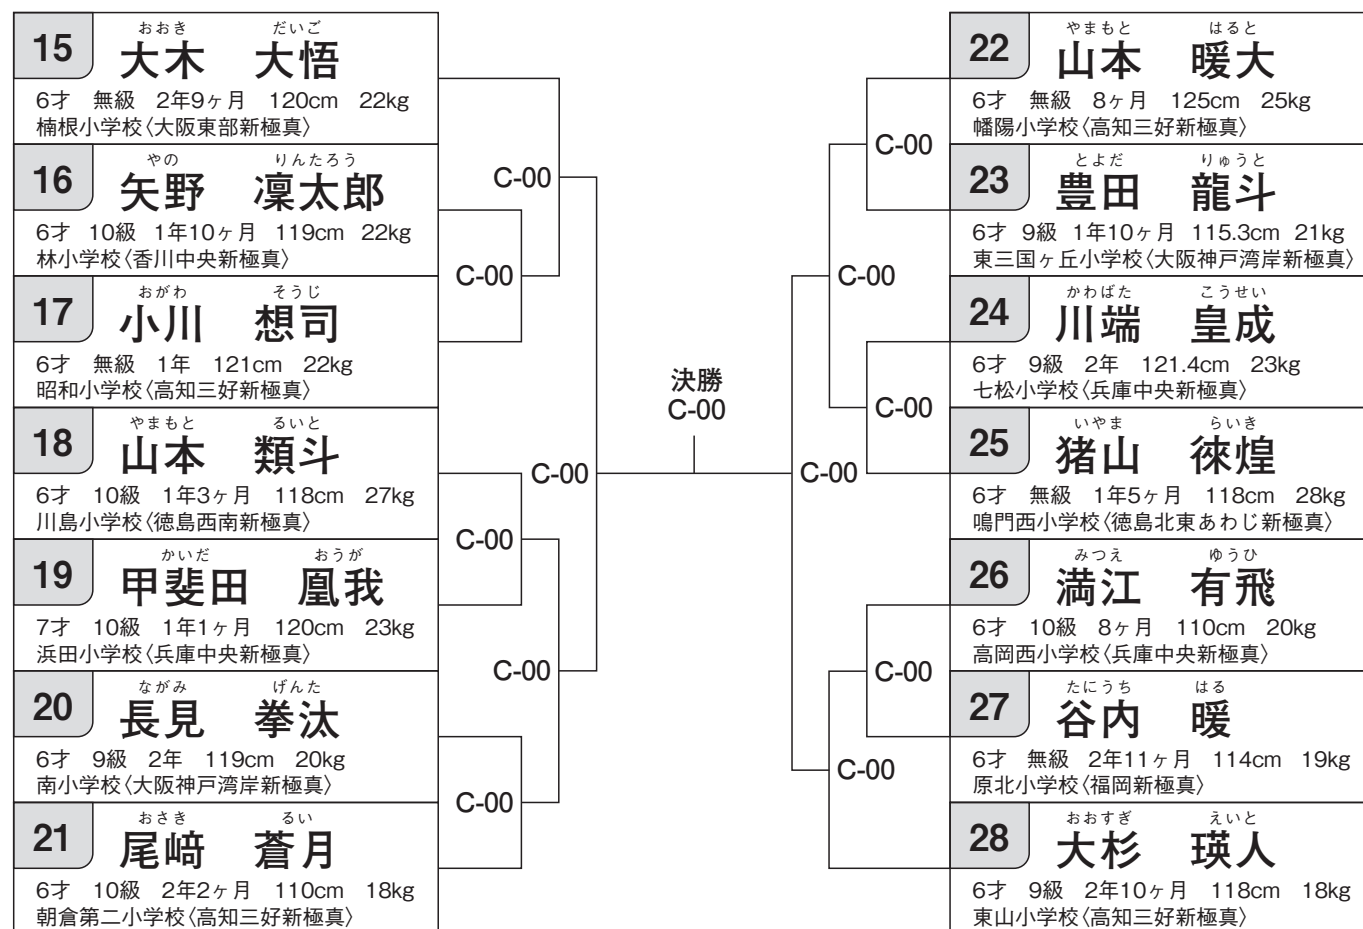 おおき だいご
15 大木 大悟
6才 無級 2年9ヶ月 120cm 22kg
楠根小学校〈大阪東部新極真〉
やの りんたろう
16 矢野 凜太郎
6才 10級 1年10ヶ月 119cm 22kg
林小学校〈香川中央新極真〉
おがわ そうじ
17 小川 想司
6才 無級 1年 121cm 22kg
昭和小学校〈高知三好新極真〉
やまもと るいと
18 山本 類斗
6才 10級 1年3ヶ月 118cm 27kg
川島小学校〈徳島西南新極真〉
かいだ おうが
19 甲斐田 凰我
7才 10級 1年1ヶ月 120cm 23kg
浜田小学校〈兵庫中央新極真〉
ながみ げんた
20 長見 拳汰
6才 9級 2年 119cm 20kg
南小学校〈大阪神戸湾岸新極真〉
おさき るい
21 尾﨑 蒼月
6才 10級 2年2ヶ月 110cm 18kg
朝倉第二小学校〈高知三好新極真〉
C-00
C-00
C-00
C-00
C-00
決勝
C-00
C-00
C-00
C-00
C-00
C-00
C-00
やまもと はると
22 山本 暖大
6才 無級 8ヶ月 125cm 25kg
幡陽小学校〈高知三好新極真〉
とよだ りゅうと
23 豊田 龍斗
6才 9級 1年10ヶ月 115.3cm 21kg
東三国ヶ丘小学校〈大阪神戸湾岸新極真〉
かわばた こうせい
24 川端 皇成
6才 9級 2年 121.4cm 23kg
七松小学校〈兵庫中央新極真〉
いやま らいき
25 猪山 徠煌
6才 無級 1年5ヶ月 118cm 28kg
鳴門西小学校〈徳島北東あわじ新極真〉
みつえ ゆうひ
26 満江 有飛
6才 10級 8ヶ月 110cm 20kg
高岡西小学校〈兵庫中央新極真〉
たにうち はる
27 谷内 暖
6才 無級 2年11ヶ月 114cm 19kg
原北小学校〈福岡新極真〉
おおすぎ えいと
28 大杉 瑛人
6才 9級 2年10ヶ月 118cm 18kg
東山小学校〈高知三好新極真〉